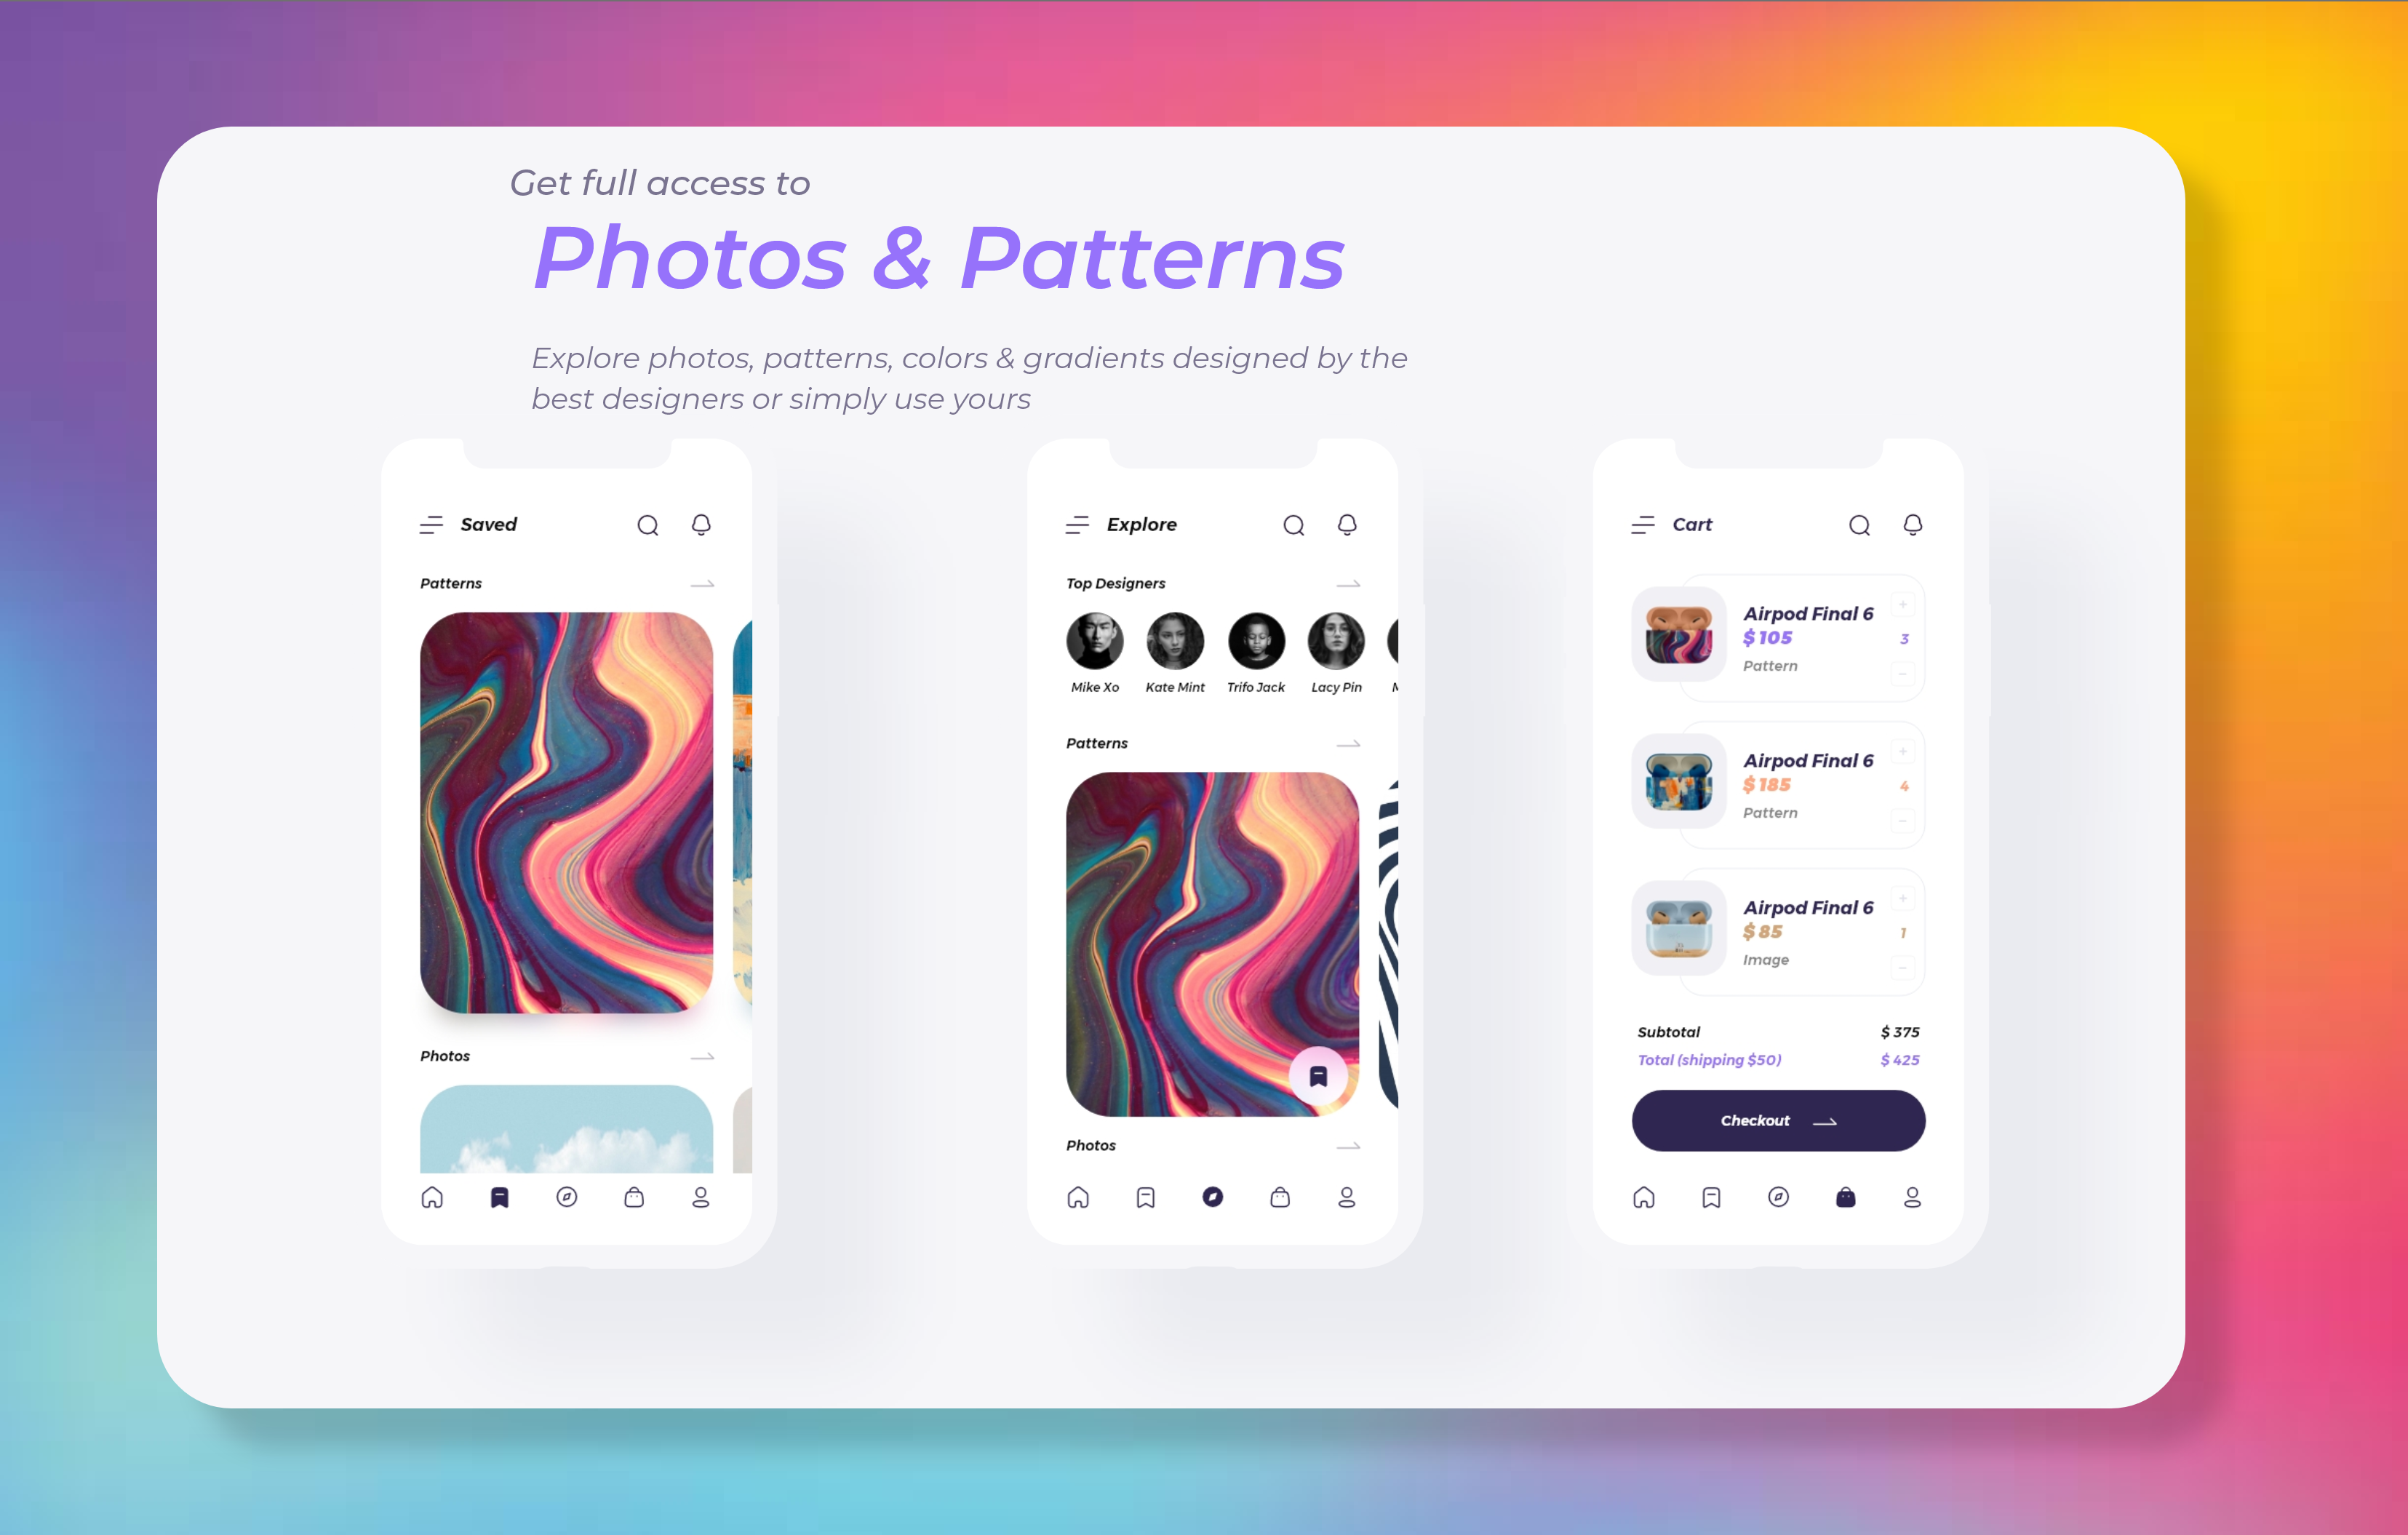 Get full access to
Photos & Patterns
Explore photos, patterns, colors & gradients designed by the
best designers or simply use yours
Saved
Patterns
Photos
Explore
Top Designers
Mike Xo
Kate Mint
Trifo Jack
Lacy Pin
Patterns
Photos
Cart
Airpod Final 6
$ 105
Pattern
+
3
-
Airpod Final 6
$ 185
Pattern
+
4
-
Airpod Final 6
$ 85
Image
+
1
-
Subtotal $ 375
Total (shipping $50) $ 425
Checkout